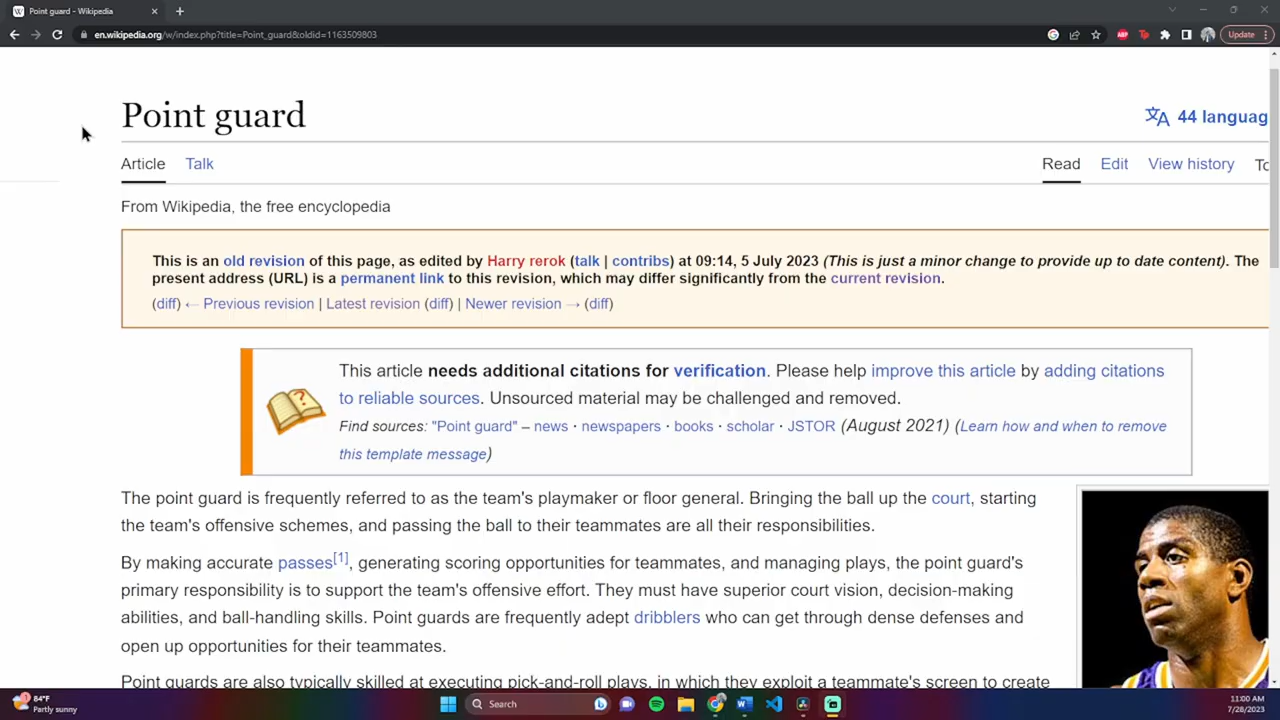 Point guard - Wikipedia
en.wikipedia.org/w/index.php?title=Point_guard&oldid=1163509803
Update
Point guard
44 languag
Article Talk
Read Edit View history To
From Wikipedia, the free encyclopedia
This is an old revision of this page, as edited by Harry rerok (talk | contribs) at 09:14, 5 July 2023 (This is just a minor change to provide up to date content). The
present address (URL) is a permanent link to this revision, which may differ significantly from the current revision.
(diff) ← Previous revision | Latest revision (diff) | Newer revision → (diff)
This article needs additional citations for verification. Please help improve this article by adding citations
to reliable sources. Unsourced material may be challenged and removed.
Find sources: "Point guard" – news · newspapers · books · scholar · JSTOR (August 2021) (Learn how and when to remove
this template message)
The point guard is frequently referred to as the team's playmaker or floor general. Bringing the ball up the court, starting
the team's offensive schemes, and passing the ball to their teammates are all their responsibilities.
By making accurate passes[1], generating scoring opportunities for teammates, and managing plays, the point guard's
primary responsibility is to support the team's offensive effort. They must have superior court vision, decision-making
abilities, and ball-handling skills. Point guards are frequently adept dribblers who can get through dense defenses and
open up opportunities for their teammates.
Point guards are also typically skilled at executing pick-and-roll plays, in which they exploit a teammate's screen to create
84°F
Partly sunny
Search
11:00 AM
7/28/2023